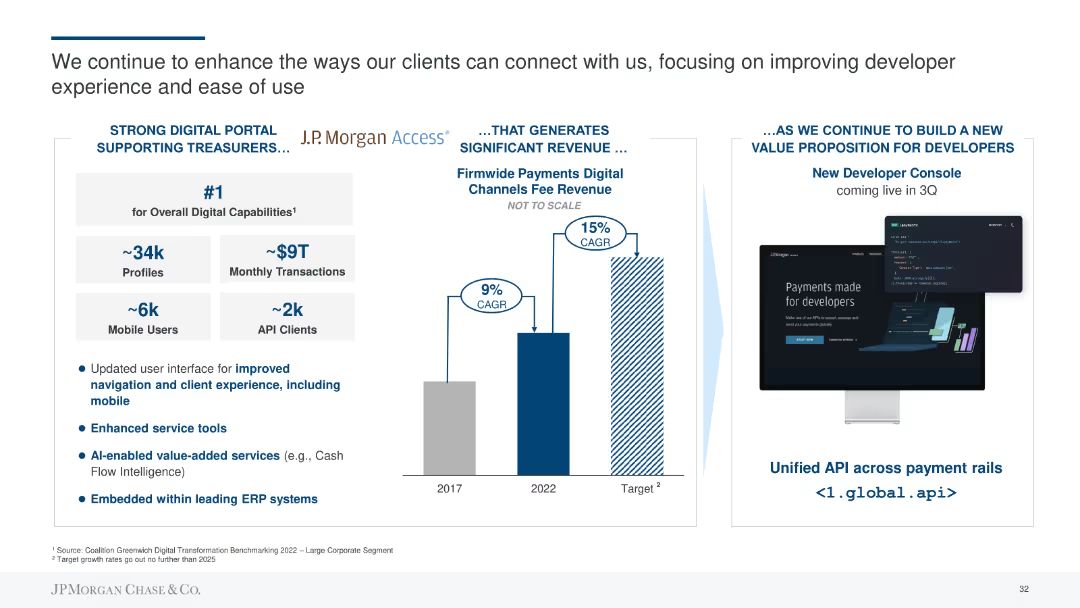 We continue to enhance the ways our clients can connect with us, focusing on improving developer
experience and ease of use
STRONG DIGITAL PORTAL
SUPPORTING TREASURERS…
J.P. Morgan Access®
#1
for Overall Digital Capabilities¹
~34k
Profiles
~$9T
Monthly Transactions
~6k
Mobile Users
~2k
API Clients
● Updated user interface for improved
navigation and client experience, including
mobile
● Enhanced service tools
● AI-enabled value-added services (e.g., Cash
Flow Intelligence)
● Embedded within leading ERP systems
…THAT GENERATES
SIGNIFICANT REVENUE …
Firmwide Payments Digital
Channels Fee Revenue
NOT TO SCALE
15%
CAGR
9%
CAGR
2017
2022
Target ²
…AS WE CONTINUE TO BUILD A NEW
VALUE PROPOSITION FOR DEVELOPERS
New Developer Console
coming live in 3Q
payments
J.P.Morgan
Payments made
for developers
Unified API across payment rails
<1.global.api>
¹ Source: Coalition Greenwich Digital Transformation Benchmarking 2022 – Large Corporate Segment
² Target growth rates go out no further than 2025
JPMORGAN CHASE & CO.
32